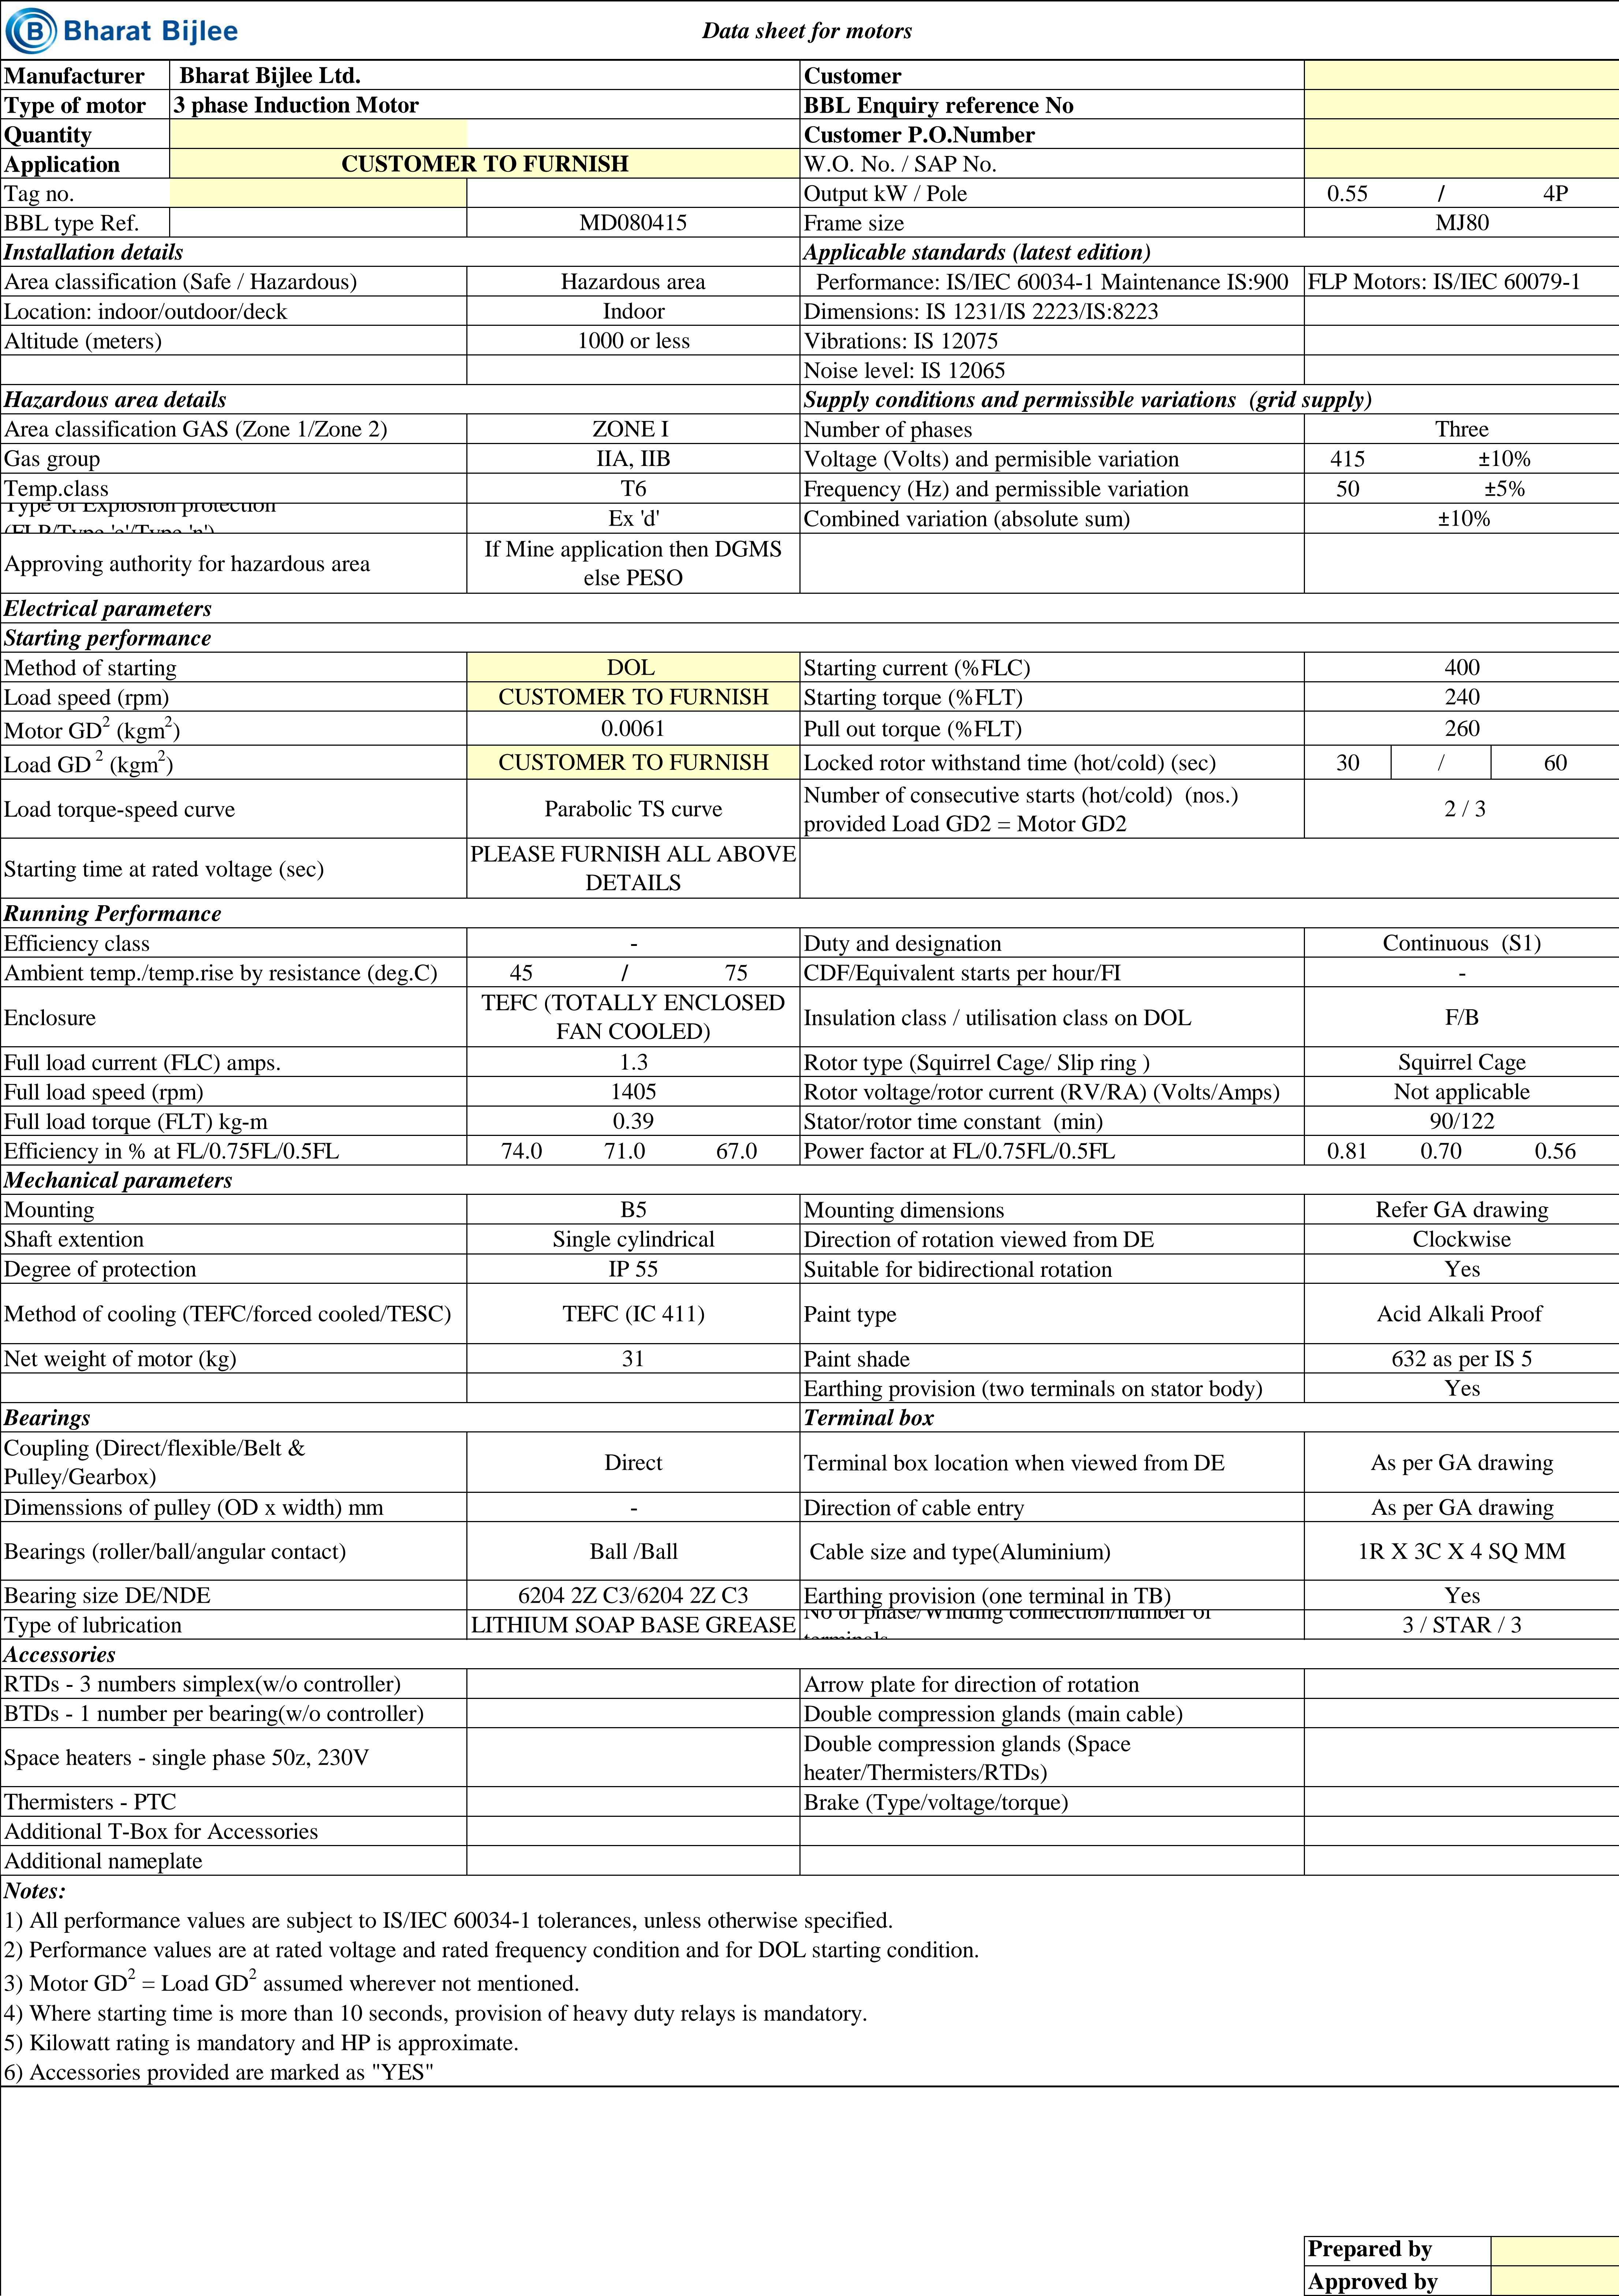 B Bharat Bijlee
Data sheet for motors
Manufacturer Bharat Bijlee Ltd. Customer
Type of motor 3 phase Induction Motor BBL Enquiry reference No
Quantity Customer P.O.Number
Application CUSTOMER TO FURNISH W.O. No. / SAP No.
Tag no. Output kW / Pole 0.55 / 4P
BBL type Ref. MD080415 Frame size MJ80
Installation details Applicable standards (latest edition)
Area classification (Safe / Hazardous) Hazardous area Performance: IS/IEC 60034-1 Maintenance IS:900 FLP Motors: IS/IEC 60079-1
Location: indoor/outdoor/deck Indoor Dimensions: IS 1231/IS 2223/IS:8223
Altitude (meters) 1000 or less Vibrations: IS 12075
Noise level: IS 12065
Hazardous area details Supply conditions and permissible variations (grid supply)
Area classification GAS (Zone 1/Zone 2) ZONE I Number of phases Three
Gas group IIA, IIB Voltage (Volts) and permisible variation 415 ±10%
Temp.class T6 Frequency (Hz) and permissible variation 50 ±5%
Type of Explosion protection
(FLP/Type 'e'/Type 'n') Ex 'd' Combined variation (absolute sum) ±10%
Approving authority for hazardous area If Mine application then DGMS
else PESO
Electrical parameters
Starting performance
Method of starting DOL Starting current (%FLC) 400
Load speed (rpm) CUSTOMER TO FURNISH Starting torque (%FLT) 240
Motor GD² (kgm²) 0.0061 Pull out torque (%FLT) 260
Load GD ² (kgm²) CUSTOMER TO FURNISH Locked rotor withstand time (hot/cold) (sec) 30 / 60
Load torque-speed curve Parabolic TS curve Number of consecutive starts (hot/cold) (nos.)
provided Load GD2 = Motor GD2 2 / 3
Starting time at rated voltage (sec) PLEASE FURNISH ALL ABOVE
DETAILS
Running Performance
Efficiency class - Duty and designation Continuous (S1)
Ambient temp./temp.rise by resistance (deg.C) 45 / 75 CDF/Equivalent starts per hour/FI -
Enclosure TEFC (TOTALLY ENCLOSED
FAN COOLED) Insulation class / utilisation class on DOL F/B
Full load current (FLC) amps. 1.3 Rotor type (Squirrel Cage/ Slip ring ) Squirrel Cage
Full load speed (rpm) 1405 Rotor voltage/rotor current (RV/RA) (Volts/Amps) Not applicable
Full load torque (FLT) kg-m 0.39 Stator/rotor time constant (min) 90/122
Efficiency in % at FL/0.75FL/0.5FL 74.0 71.0 67.0 Power factor at FL/0.75FL/0.5FL 0.81 0.70 0.56
Mechanical parameters
Mounting B5 Mounting dimensions Refer GA drawing
Shaft extention Single cylindrical Direction of rotation viewed from DE Clockwise
Degree of protection IP 55 Suitable for bidirectional rotation Yes
Method of cooling (TEFC/forced cooled/TESC) TEFC (IC 411) Paint type Acid Alkali Proof
Net weight of motor (kg) 31 Paint shade 632 as per IS 5
Earthing provision (two terminals on stator body) Yes
Bearings Terminal box
Coupling (Direct/flexible/Belt &
Pulley/Gearbox) Direct Terminal box location when viewed from DE As per GA drawing
Dimenssions of pulley (OD x width) mm - Direction of cable entry As per GA drawing
Bearings (roller/ball/angular contact) Ball /Ball Cable size and type(Aluminium) 1R X 3C X 4 SQ MM
Bearing size DE/NDE 6204 2Z C3/6204 2Z C3 Earthing provision (one terminal in TB) Yes
Type of lubrication LITHIUM SOAP BASE GREASE No of phase/Winding connection/number of
terminals 3 / STAR / 3
Accessories
RTDs - 3 numbers simplex(w/o controller) Arrow plate for direction of rotation
BTDs - 1 number per bearing(w/o controller) Double compression glands (main cable)
Space heaters - single phase 50z, 230V Double compression glands (Space
heater/Thermisters/RTDs)
Thermisters - PTC Brake (Type/voltage/torque)
Additional T-Box for Accessories
Additional nameplate
Notes:
1) All performance values are subject to IS/IEC 60034-1 tolerances, unless otherwise specified.
2) Performance values are at rated voltage and rated frequency condition and for DOL starting condition.
3) Motor GD² = Load GD² assumed wherever not mentioned.
4) Where starting time is more than 10 seconds, provision of heavy duty relays is mandatory.
5) Kilowatt rating is mandatory and HP is approximate.
6) Accessories provided are marked as "YES"
Prepared by
Approved by